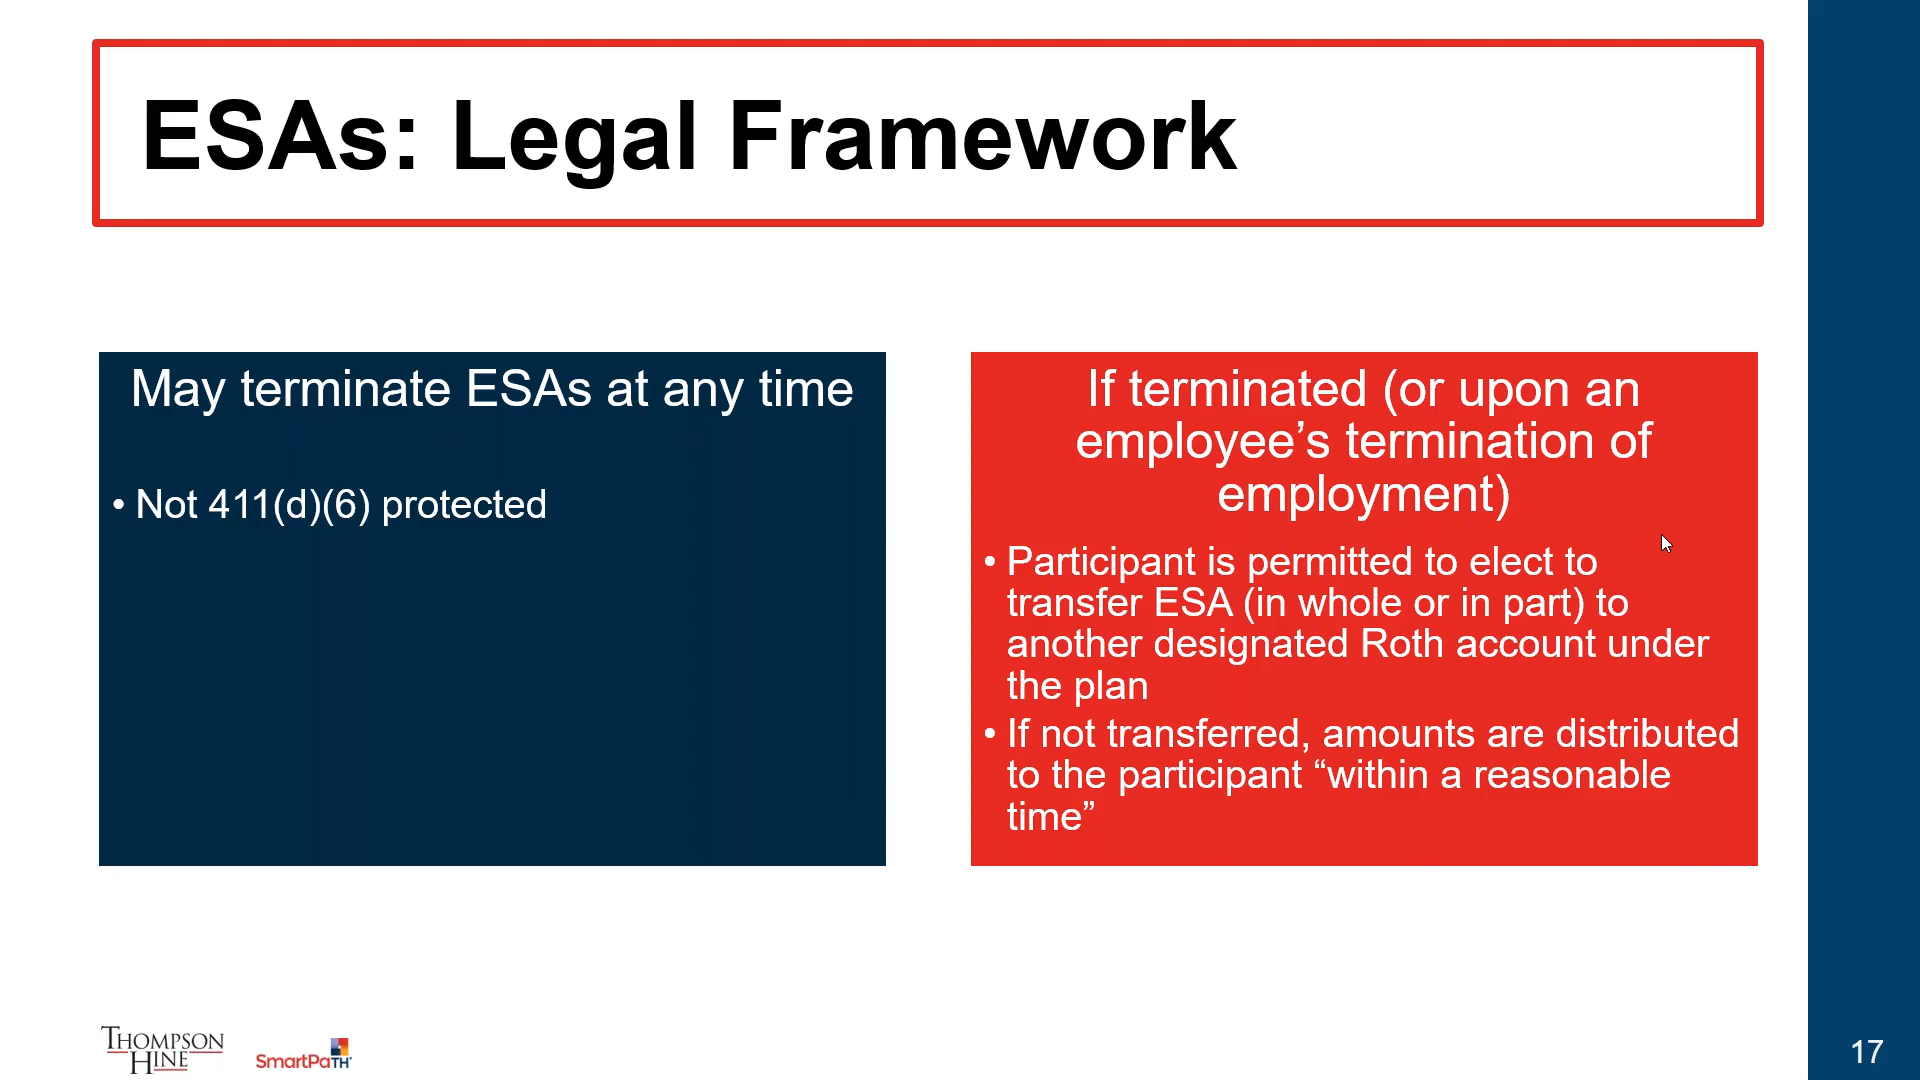 ESAs: Legal Framework
May terminate ESAs at any time
• Not 411(d)(6) protected
If terminated (or upon an
employee’s termination of
employment)
• Participant is permitted to elect to
transfer ESA (in whole or in part) to
another designated Roth account under
the plan
• If not transferred, amounts are distributed
to the participant “within a reasonable
time”
THOMPSON
HINE
SmartPaTH
17